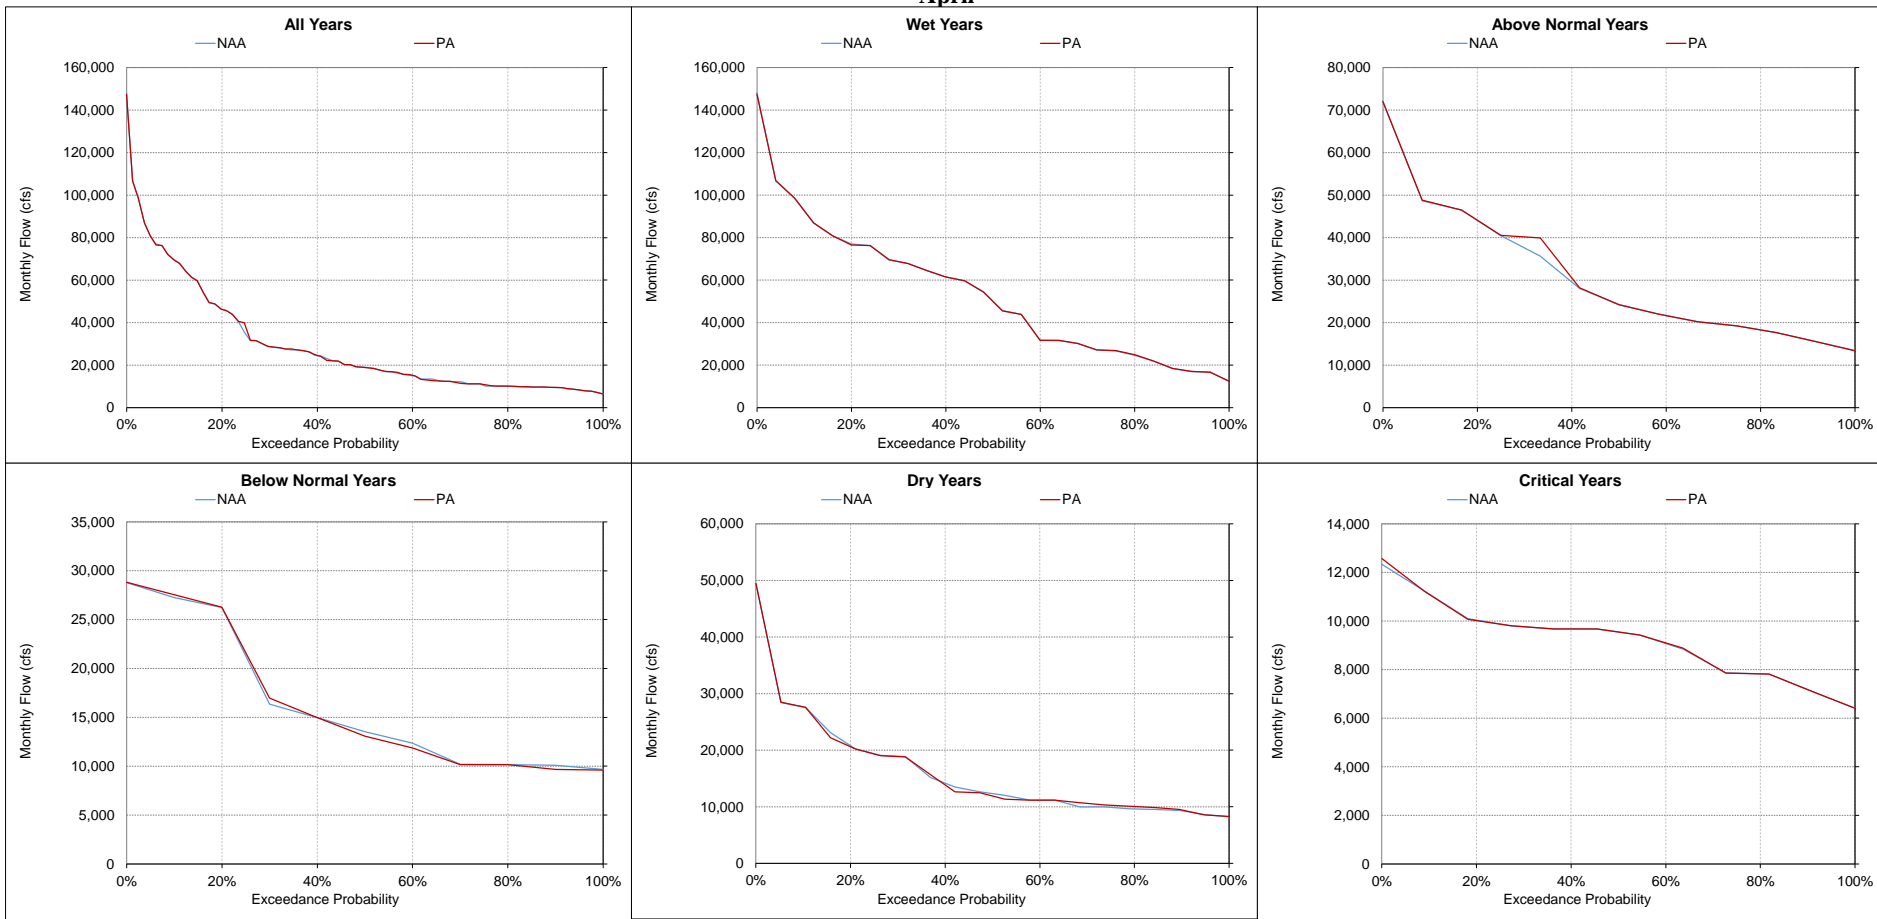 April
All Years
NAA PA
160,000
140,000
120,000
100,000
80,000
60,000
40,000
20,000
0
0% 20% 40% 60% 80% 100%
Monthly Flow (cfs)
Exceedance Probability
Wet Years
NAA PA
160,000
140,000
120,000
100,000
80,000
60,000
40,000
20,000
0
0% 20% 40% 60% 80% 100%
Monthly Flow (cfs)
Exceedance Probability
Above Normal Years
NAA PA
80,000
70,000
60,000
50,000
40,000
30,000
20,000
10,000
0
0% 20% 40% 60% 80% 100%
Monthly Flow (cfs)
Exceedance Probability
Below Normal Years
NAA PA
35,000
30,000
25,000
20,000
15,000
10,000
5,000
0
0% 20% 40% 60% 80% 100%
Monthly Flow (cfs)
Exceedance Probability
Dry Years
NAA PA
60,000
50,000
40,000
30,000
20,000
10,000
0
0% 20% 40% 60% 80% 100%
Monthly Flow (cfs)
Exceedance Probability
Critical Years
NAA PA
14,000
12,000
10,000
8,000
6,000
4,000
2,000
0
0% 20% 40% 60% 80% 100%
Monthly Flow (cfs)
Exceedance Probability